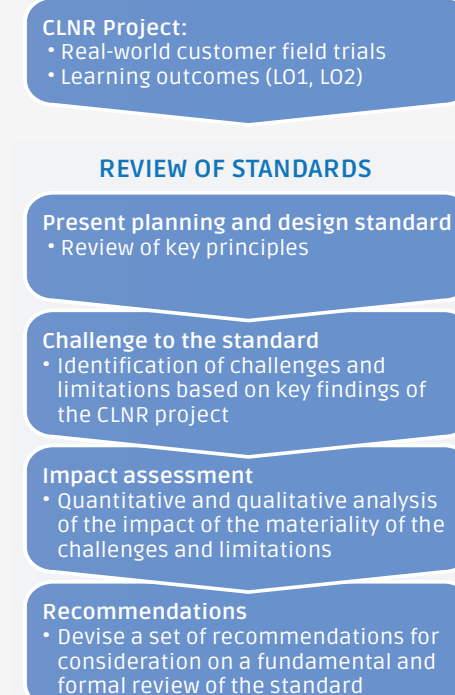 CLNR Project:
• Real-world customer field trials
• Learning outcomes (LO1, LO2)
REVIEW OF STANDARDS
Present planning and design standard
• Review of key principles
Challenge to the standard
• Identification of challenges and
limitations based on key findings of
the CLNR project
Impact assessment
• Quantitative and qualitative analysis
of the impact of the materiality of the
challenges and limitations
Recommendations
• Devise a set of recommendations for
consideration on a fundamental and
formal review of the standard